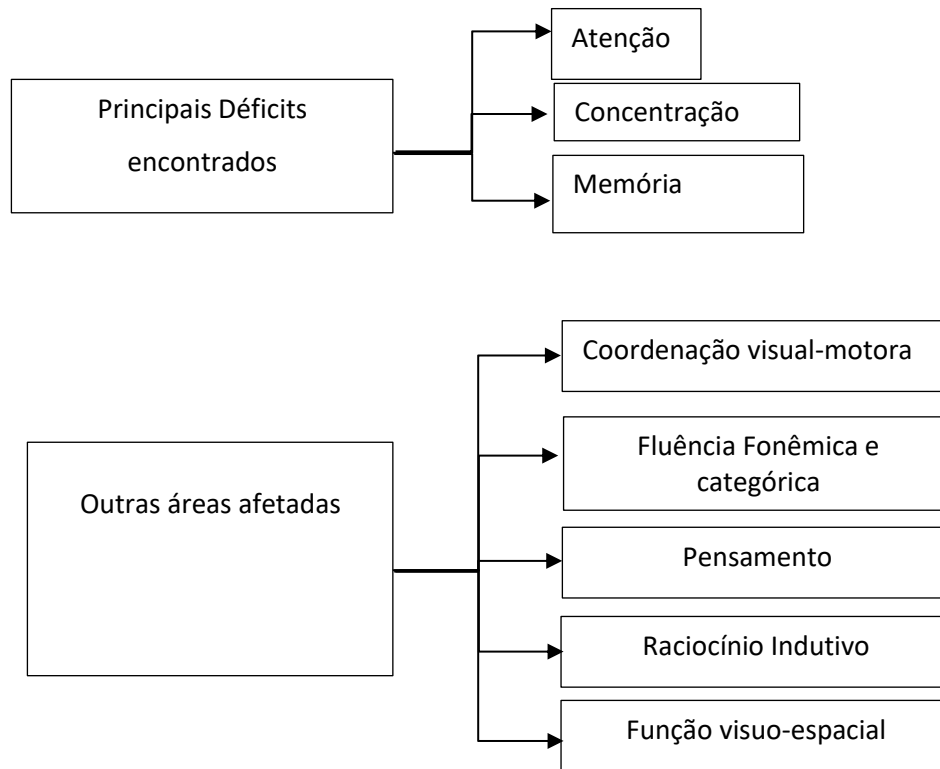 Principais Déficits
encontrados
Atenção
Concentração
Memória
Outras áreas afetadas
Coordenação visual-motora
Fluência Fonêmica e
categórica
Pensamento
Raciocínio Indutivo
Função visuo-espacial